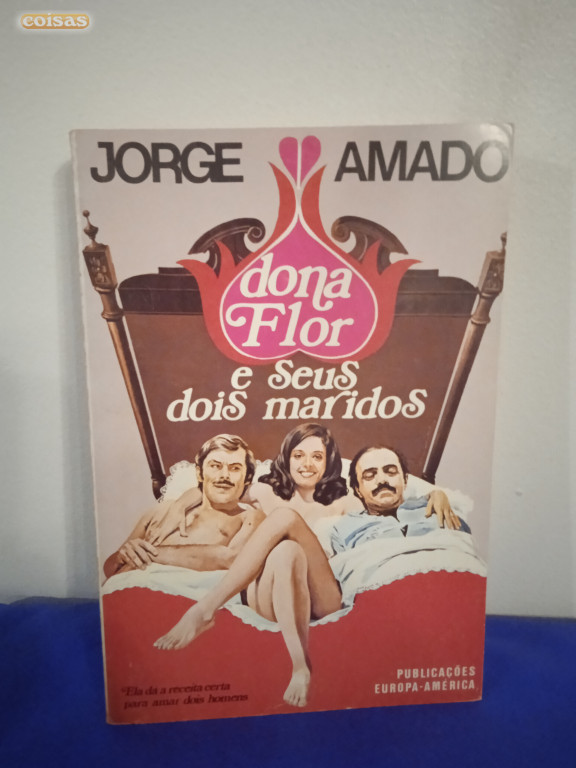 coisas
JORGE AMADO
dona
Flor
e seus
dois maridos
Ela dá a receita certa
para amar dois homens
PUBLICAÇÕES
EUROPA-AMÉRICA